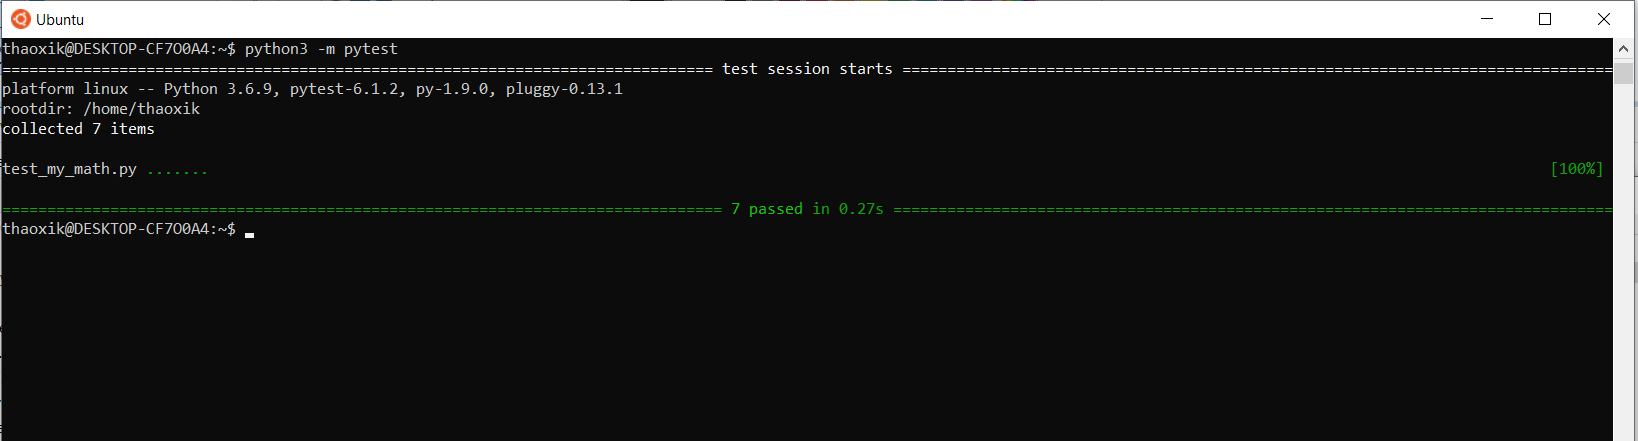 Ubuntu
thaoxik@DESKTOP-CF7O0A4:~$ python3 -m pytest
=============================================================================== test session starts ===============================================================================
platform linux -- Python 3.6.9, pytest-6.1.2, py-1.9.0, pluggy-0.13.1
rootdir: /home/thaoxik
collected 7 items
test_my_math.py ....... [100%]
================================================================================ 7 passed in 0.27s ================================================================================
thaoxik@DESKTOP-CF7O0A4:~$